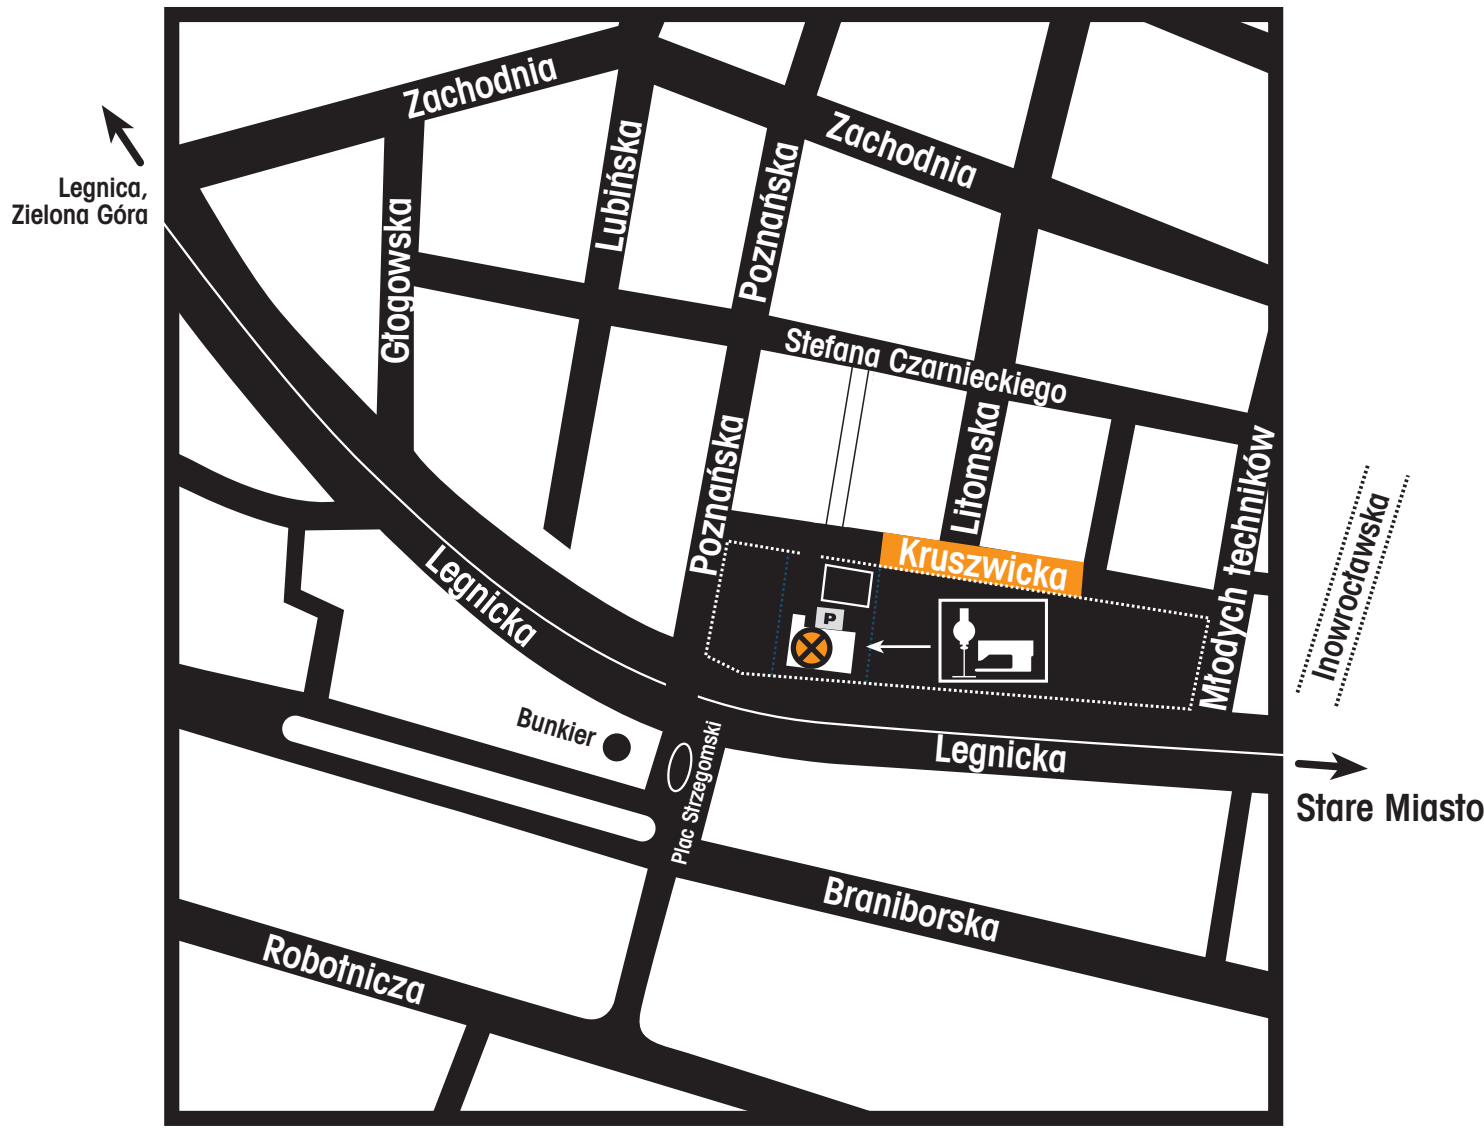 Zachodnia
Zachodnia
Legnica,
Zielona Góra
Głogowska
Lubińska
Poznańska
Stefana Czarnieckiego
Poznańska
Litomska
Młodych techników
Inowrocławska
Kruszwicka
P
Legnicka
Bunkier
Plac Strzegomski
Legnicka
Stare Miasto
Braniborska
Robotnicza